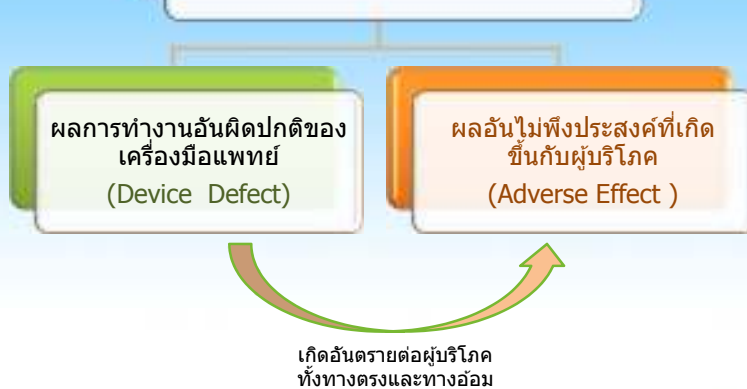 ผลการทำงานอันผิดปกติของ
เครื่องมือแพทย์
(Device Defect)
ผลอันไม่พึงประสงค์ที่เกิด
ขึ้นกับผู้บริโภค
(Adverse Effect )
เกิดอันตรายต่อผู้บริโภค
ทั้งทางตรงและทางอ้อม